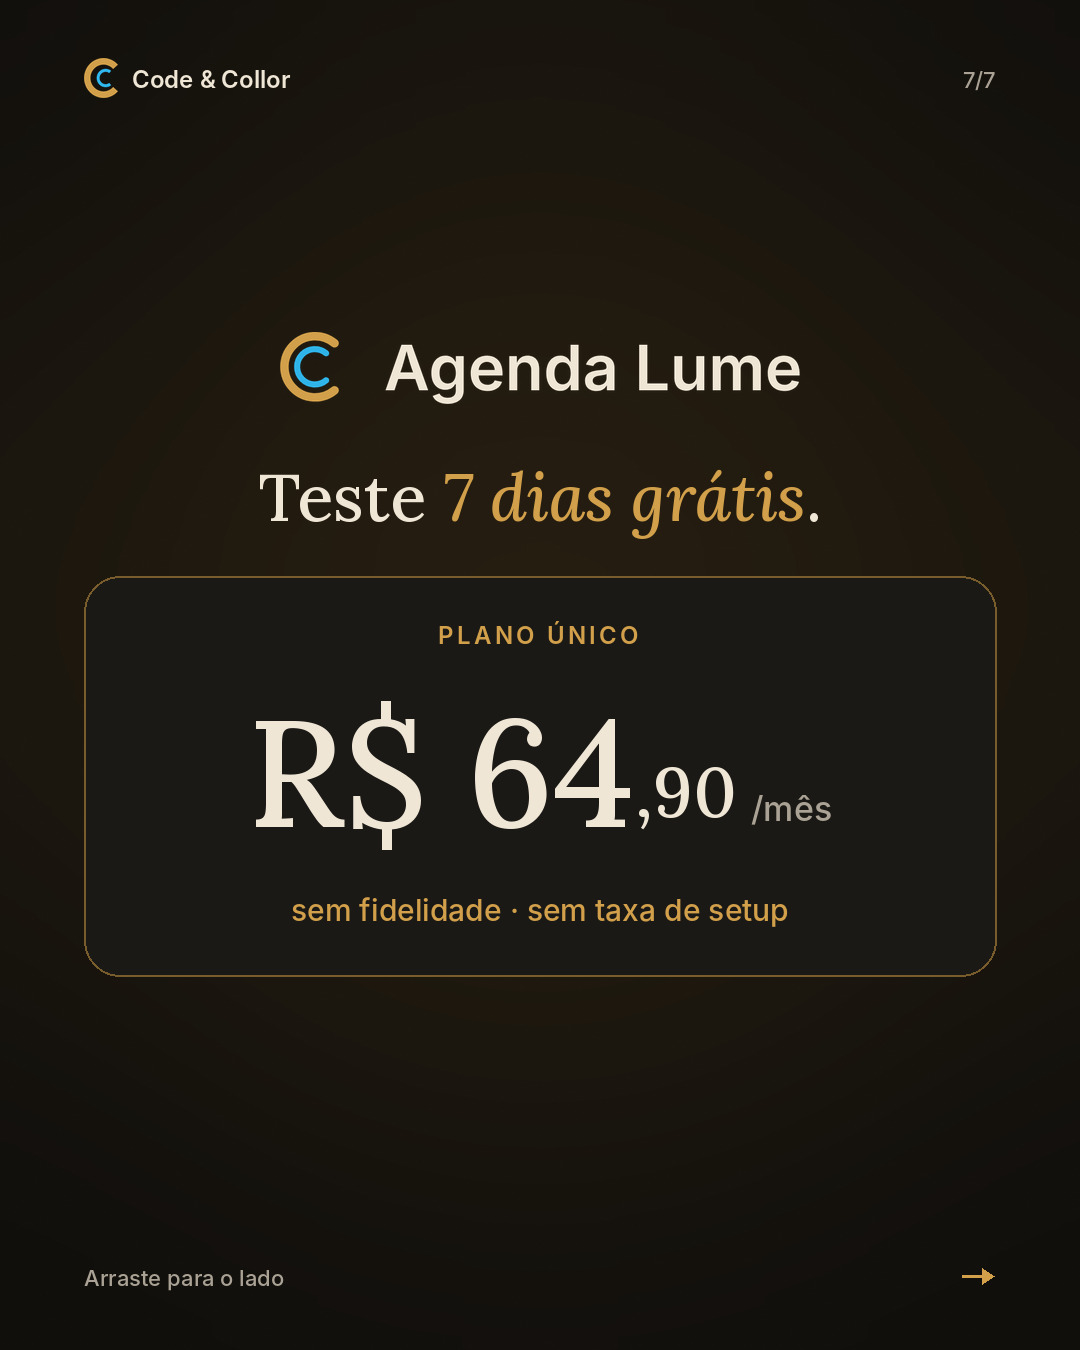 Code & Collor
7/7
Agenda Lume
Teste 7 dias grátis.
PLANO ÚNICO
R$ 64,90 /mês
sem fidelidade · sem taxa de setup
Arraste para o lado